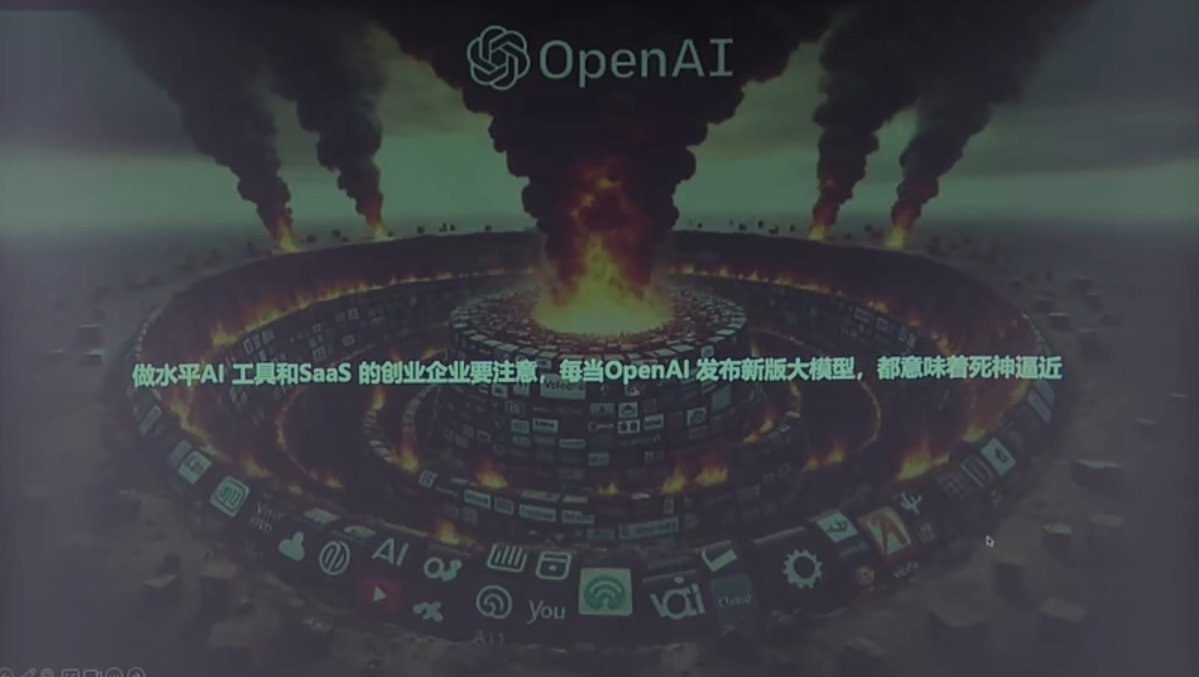 OpenAI
做水平AI 工具和SaaS 的创业企业要注意，每当OpenAI 发布新版大模型，都意味着死神逼近
AI
you
vai